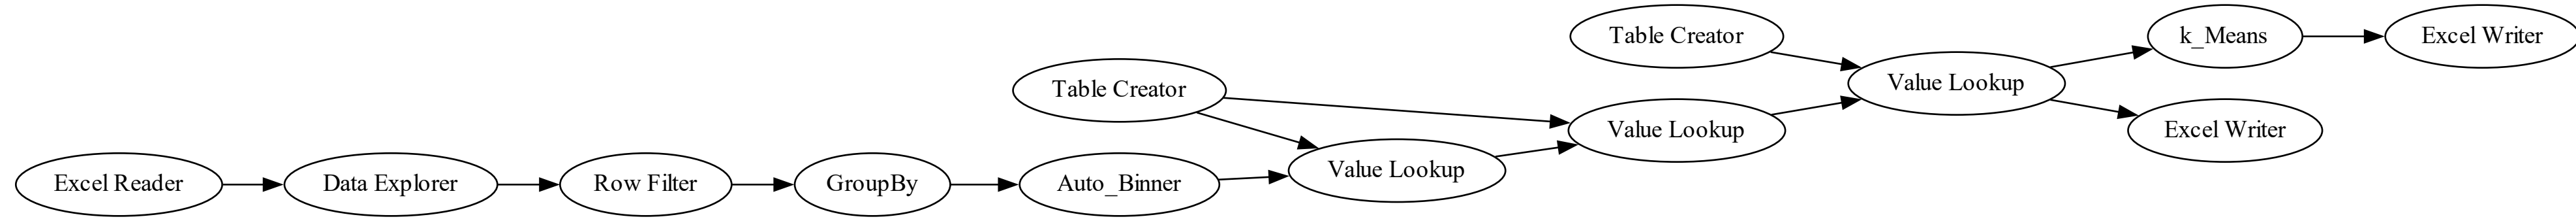 Table Creator
k_Means
Excel Writer
Value Lookup
Table Creator
Value Lookup
Excel Writer
Value Lookup
Excel Reader
Data Explorer
Row Filter
GroupBy
Auto_Binner